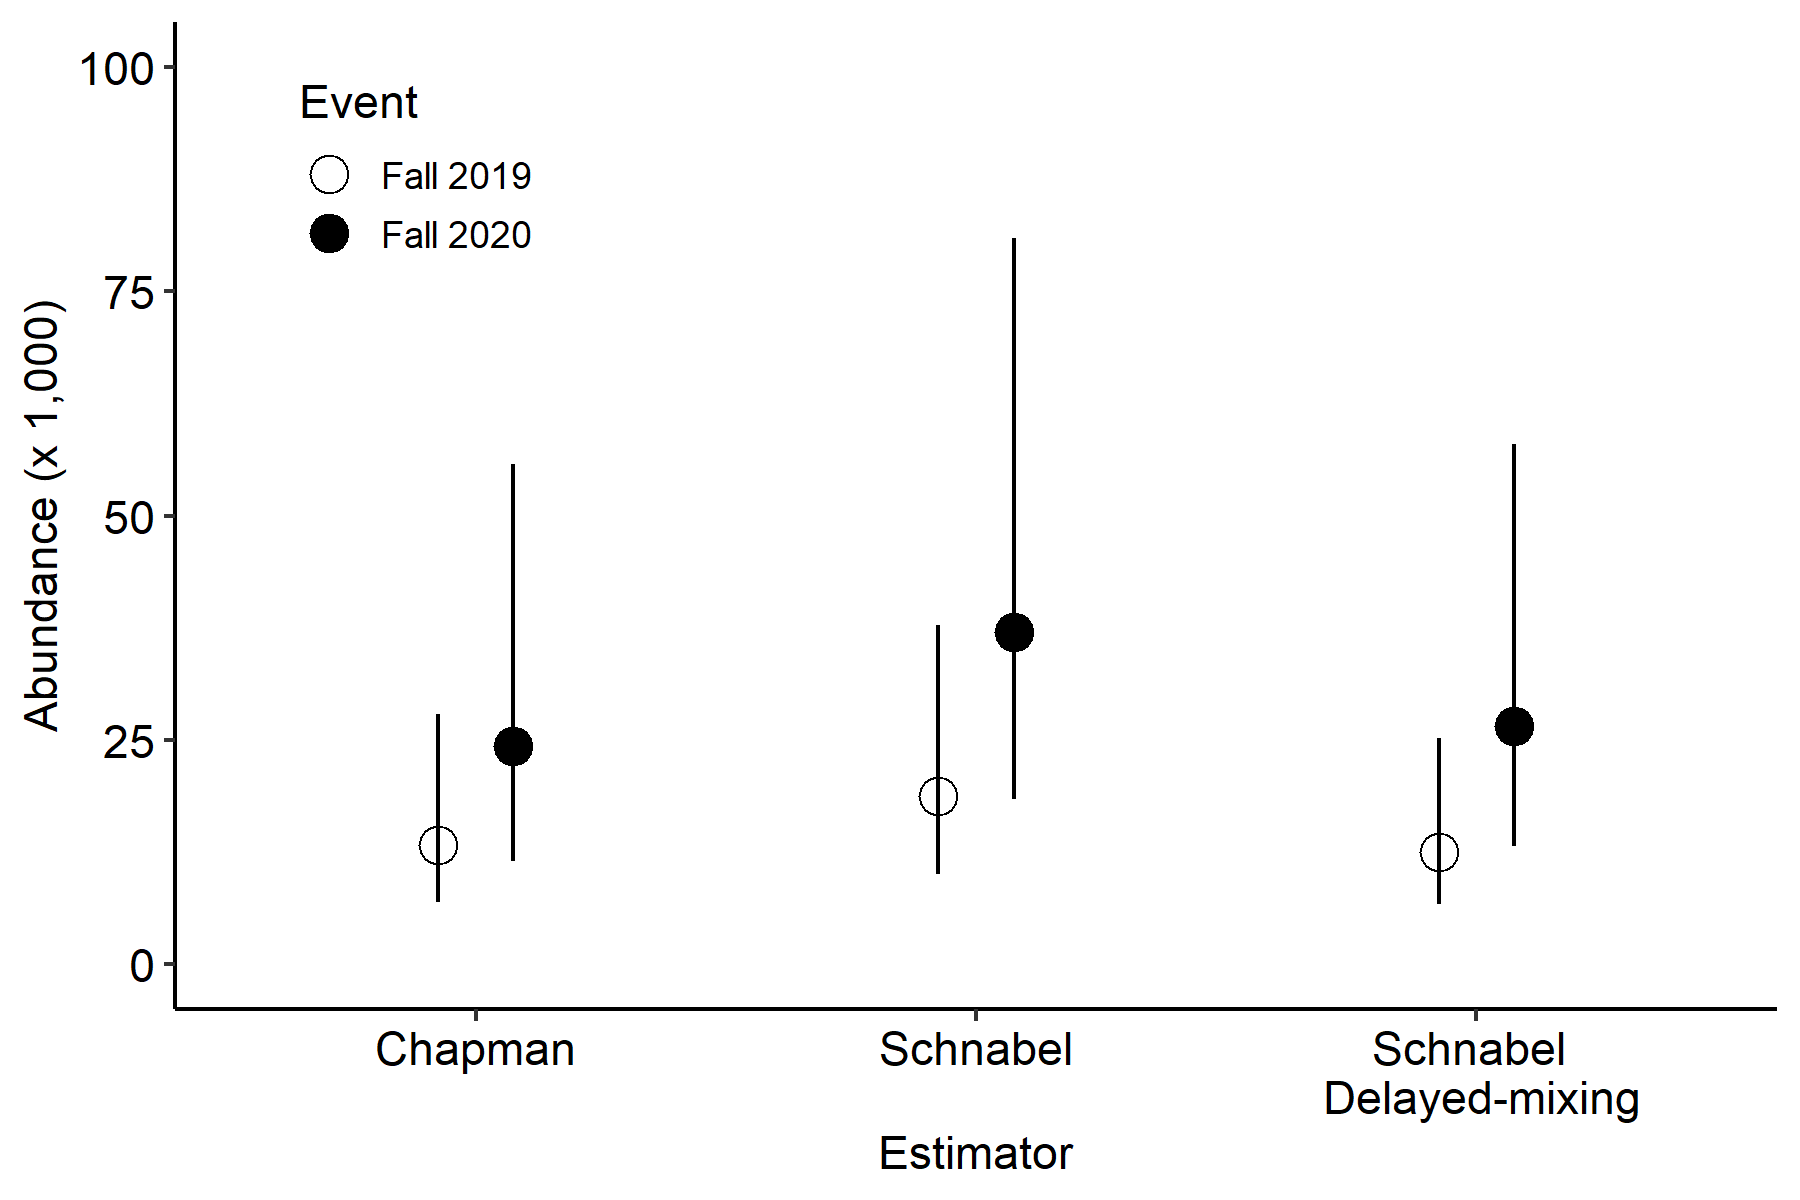 Event
Fall 2019
Fall 2020
100
75
50
25
0
Abundance (x 1,000)
Chapman
Schnabel
Schnabel
Delayed-mixing
Estimator